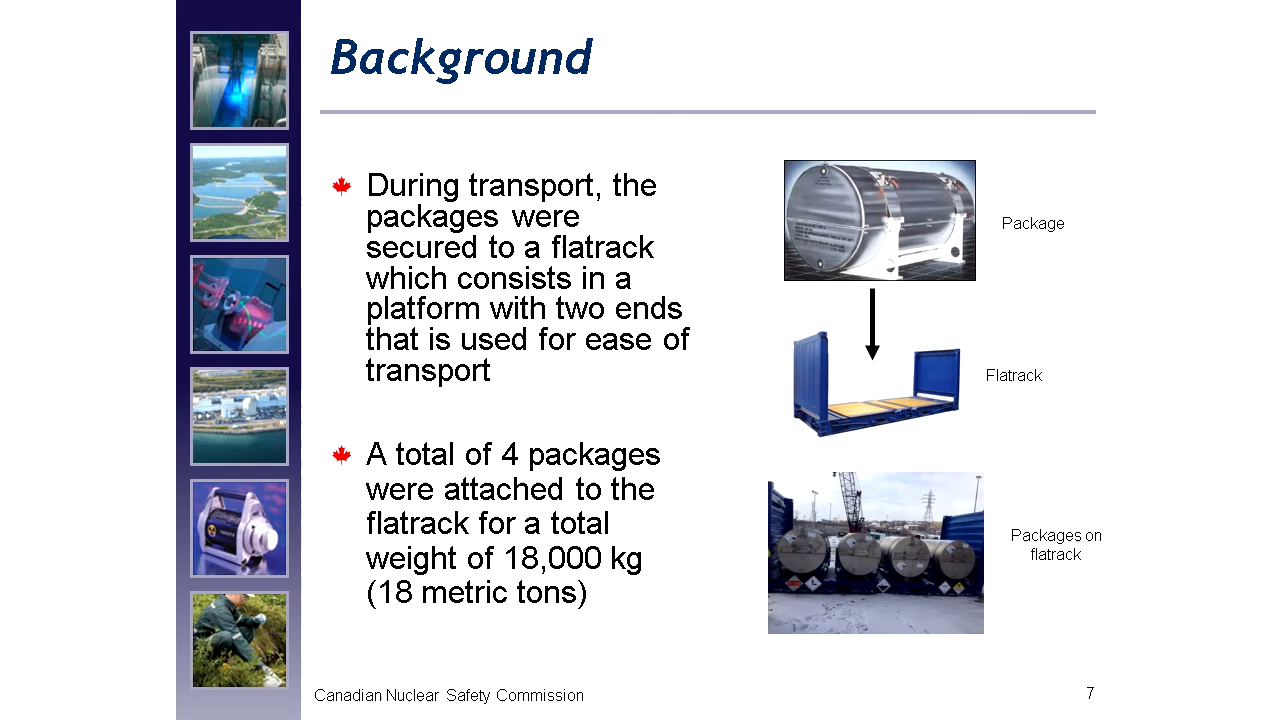 Background
During transport, the
packages were
secured to a flatrack
which consists in a
platform with two ends
that is used for ease of
transport
A total of 4 packages
were attached to the
flatrack for a total
weight of 18,000 kg
(18 metric tons)
Package
Flatrack
Packages on
flatrack
Canadian Nuclear Safety Commission
7